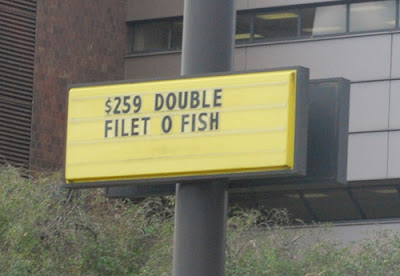 $259 DOUBLE
FILET O FISH